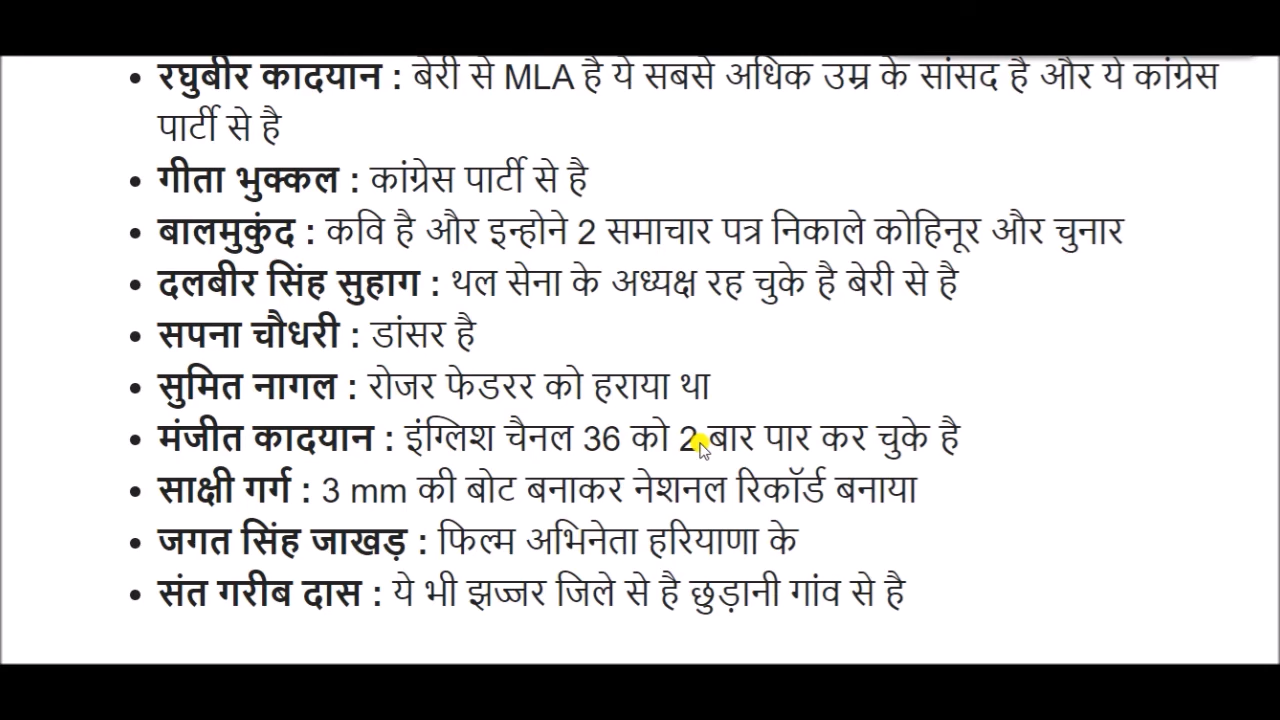 • रघुबीर कादयान : बेरी से MLA है ये सबसे अधिक उम्र के सांसद है और ये कांग्रेस
पार्टी से है
• गीता भुक्कल : कांग्रेस पार्टी से है
• बालमुकुंद : कवि है और इन्होने 2 समाचार पत्र निकाले कोहिनूर और चुनार
• दलबीर सिंह सुहाग : थल सेना के अध्यक्ष रह चुके है बेरी से है
• सपना चौधरी : डांसर है
• सुमित नागल : रोजर फेडरर को हराया था
• मंजीत कादयान : इंग्लिश चैनल 36 को 2 बार पार कर चुके है
• साक्षी गर्ग : 3 mm की बोट बनाकर नेशनल रिकॉर्ड बनाया
• जगत सिंह जाखड़ : फिल्म अभिनेता हरियाणा के
• संत गरीब दास : ये भी झज्जर जिले से है छुड़ानी गांव से है